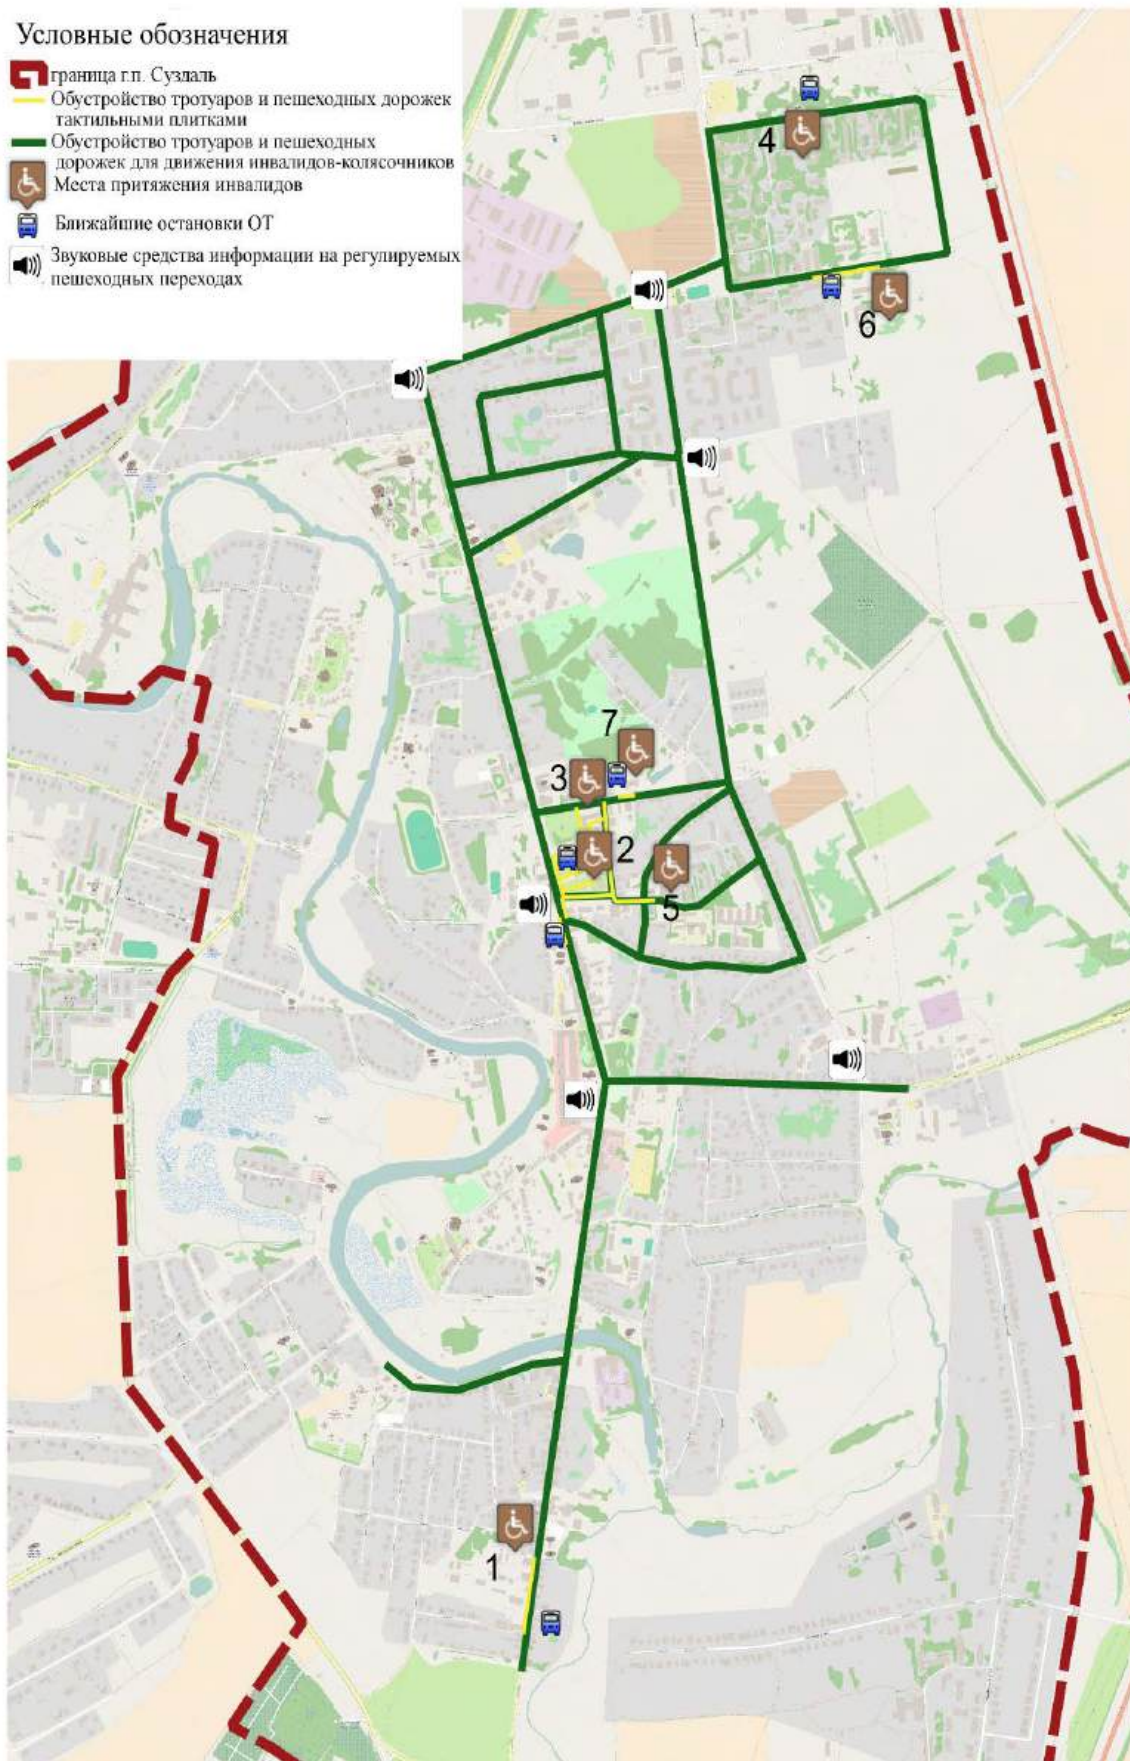 Условные обозначения
граница г.п. Суздаль
Обустройство тротуаров и пешеходных дорожек
тактильными плитками
Обустройство тротуаров и пешеходных
дорожек для движения инвалидов-колясочников
Места притяжения инвалидов
Ближайшие остановки ОТ
Звуковые средства информации на регулируемых
пешеходных переходах
4
6
7
3
2
5
1